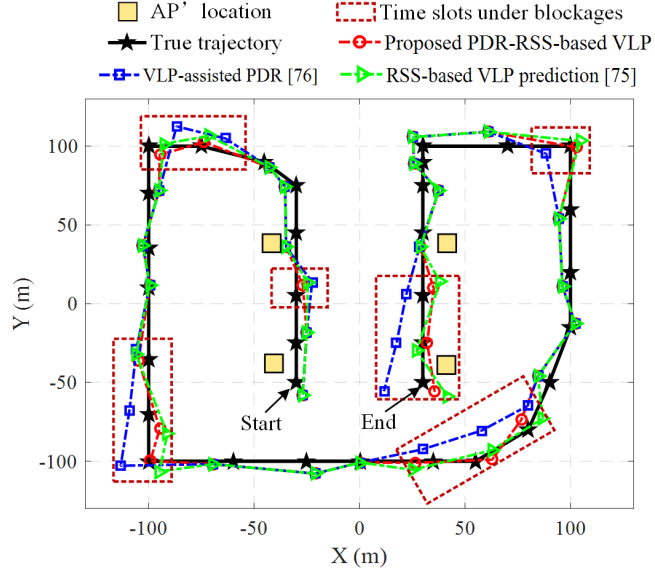 AP’ location
Time slots under blockages
True trajectory
Proposed PDR-RSS-based VLP
VLP-assisted PDR [76]
RSS-based VLP prediction [75]
100
50
0
-50
-100
Y (m)
Start
End
-100
-50
0
50
100
X (m)